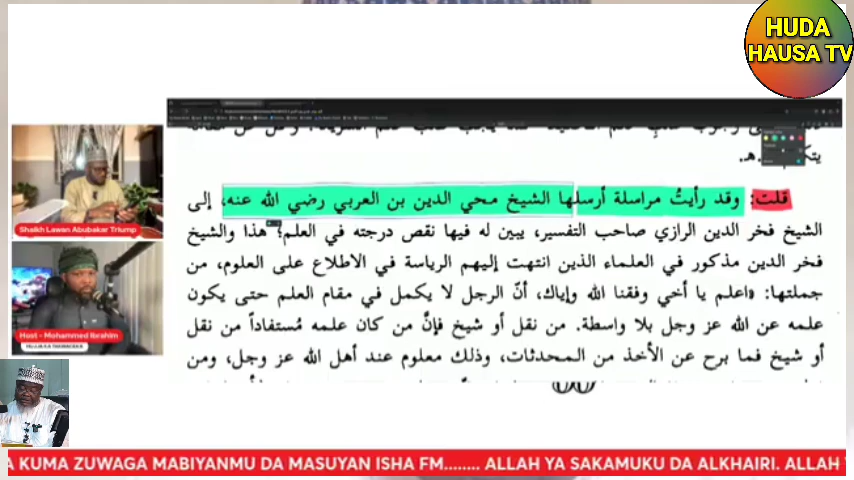 HUDA
HAUSA TV
يتك
ـهـ.
قلت: وقد رأيتُ مراسلة أرسلها الشيخ محي الدين بن العربي رضي الله عنه، إلى
الشيخ فخر الدين الرازي صاحب التفسير، يبين له فيها نقص درجته في العلم؟ هذا والشيخ
فخر الدين مذكور في العلماء الذين انتهت إليهم الرياسة في الاطلاع على العلوم، من
جملتها: «اعلم يا أخي وفقنا الله وإياك، أنّ الرجل لا يكمل في مقام العلم حتى يكون
علمه عن الله عز وجل بلا واسطة. من نقل أو شيخ فإنَّ من كان علمه مُستفاداً من نقل
أو شيخ فما برح عن الأخذ من المحدثات، وذلك معلوم عند أهل الله عز وجل، ومن
Shaikh Lawan Abubakar Triump
Host - Mohammed Ibrahim
A KUMA ZUWAGA MABIYANMU DA MASUYAN ISHA FM........ ALLAH YA SAKAMUKU DA ALKHAIRI. ALLAH